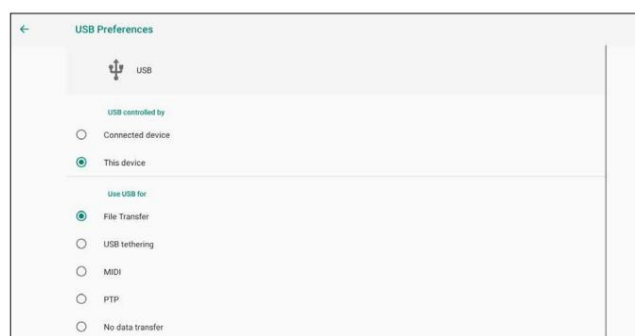 USB Preferences
USB
USB controlled by
Connected device
This device
Use USB for
File Transfer
USB tethering
MIDI
PTP
No data transfer